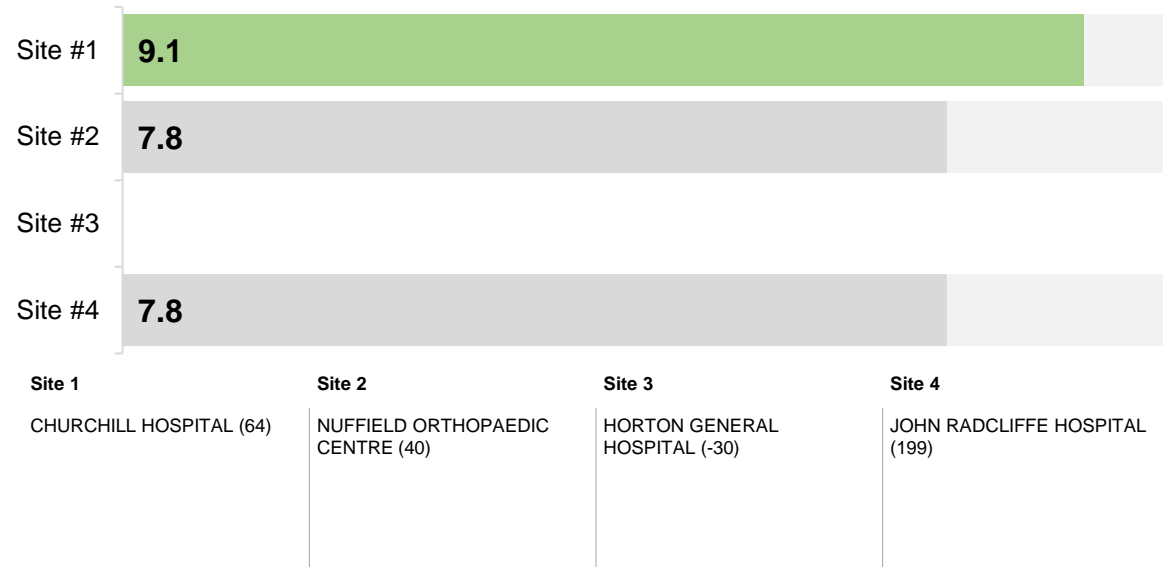 Site #1
9.1
Site #2
7.8
Site #3
Site #4
7.8
Site 1
CHURCHILL HOSPITAL (64)
Site 2
NUFFIELD ORTHOPAEDIC
CENTRE (40)
Site 3
HORTON GENERAL
HOSPITAL (-30)
Site 4
JOHN RADCLIFFE HOSPITAL
(199)